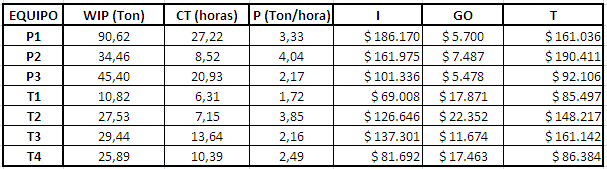 EQUIPO WIP (Ton) CT (horas) P (Ton/hora) I GO T
P1 90,62 27,22 3,33 $ 186.170 $ 5.700 $ 161.036
P2 34,46 8,52 4,04 $ 161.975 $ 7.487 $ 190.411
P3 45,40 20,93 2,17 $ 101.336 $ 5.478 $ 92.106
T1 10,82 6,31 1,72 $ 69.008 $ 17.871 $ 85.497
T2 27,53 7,15 3,85 $ 126.646 $ 22.352 $ 148.217
T3 29,44 13,64 2,16 $ 137.301 $ 11.674 $ 161.142
T4 25,89 10,39 2,49 $ 81.692 $ 17.463 $ 86.384